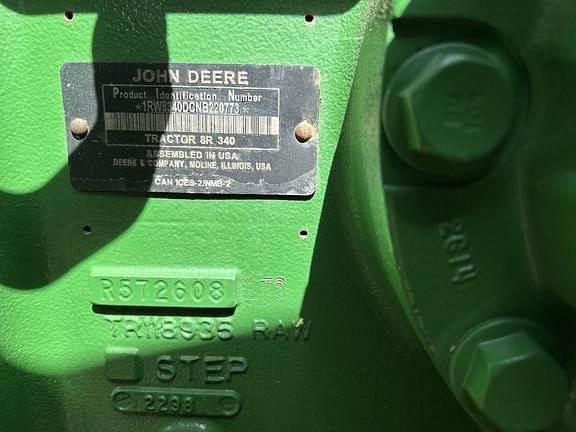 JOHN DEERE
Product Identification Number
*1RW8340DCNB220773*
TRACTOR 8R 340
ASSEMBLED IN USA
DEERE & COMPANY, MOLINE, ILLINOIS, USA
CAN ICES-2/NMB-2
R572608
TR118935 RAW
STEP
2298
2614